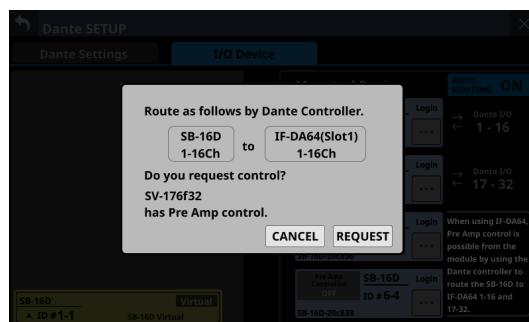 Dante SETUP
Dante Settings
I/O Device
AUTO-
ROUTING ON
Route as follows by Dante Controller.
SB-16D
1-16Ch
to
IF-DA64(Slot1)
1-16Ch
Do you request control?
SV-176f32
has Pre Amp control.
CANCEL
REQUEST
Login
...
→ Dante I/O
← 1 - 16
Login
...
→ Dante I/O
← 17 - 32
Login
...
When using IF-DA64,
Pre Amp control is
possible from the
module by using the
Dante controller to
route the SB-16D to
IF-DA64 1-16 and
17-32.
Pre Amp
Controlled
OFF
SB-16D
ID #6-4
Login
...
SB-16D-20c838
SB-16D
Virtual
▲ ID #1-1
SB-16D Virtual